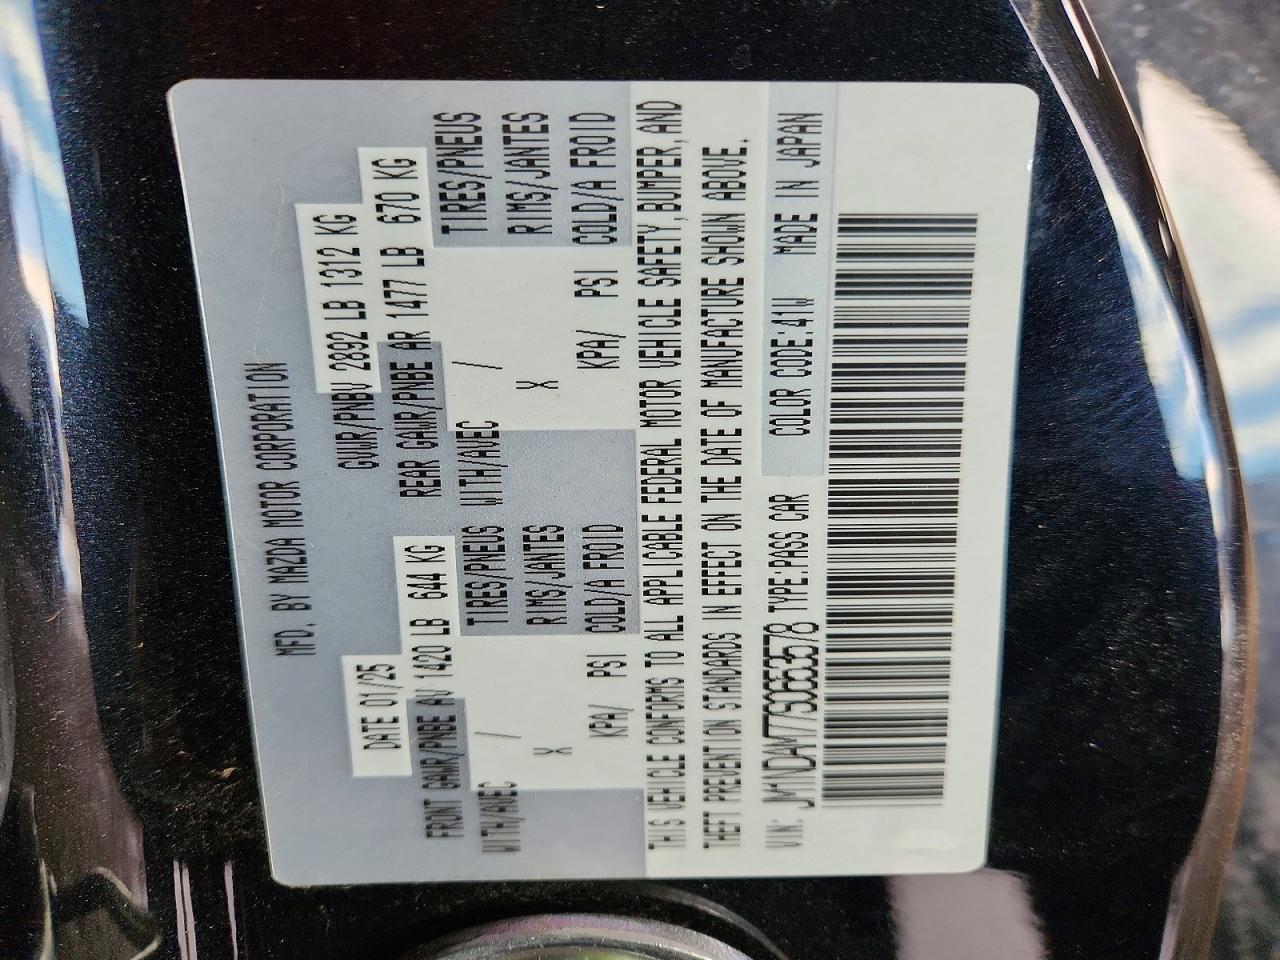 MFD. BY MAZDA MOTOR CORPORATION
DATE 01/25 GVWR/PNBV 2892 LB 1312 KG
FRONT GAWR/PNBE AV 1420 LB 644 KG REAR GAWR/PNBE AR 1477 LB 670 KG
WITH/AVEC / TIRES/PNEUS WITH/AVEC / TIRES/PNEUS
X RIMS/JANTES X RIMS/JANTES
KPA/ PSI COLD/A FROID KPA/ PSI COLD/A FROID
THIS VEHICLE CONFORMS TO ALL APPLICABLE FEDERAL MOTOR VEHICLE SAFETY, BUMPER, AND
THEFT PREVENTION STANDARDS IN EFFECT ON THE DATE OF MANUFACTURE SHOWN ABOVE.
VIN: JM1NDAM77S0653578 TYPE:PASS CAR COLOR CODE:41W MADE IN JAPAN